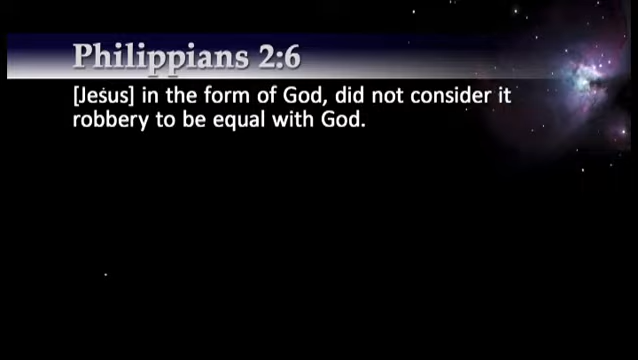 Philippians 2:6
[Jesus] in the form of God, did not consider it
robbery to be equal with God.